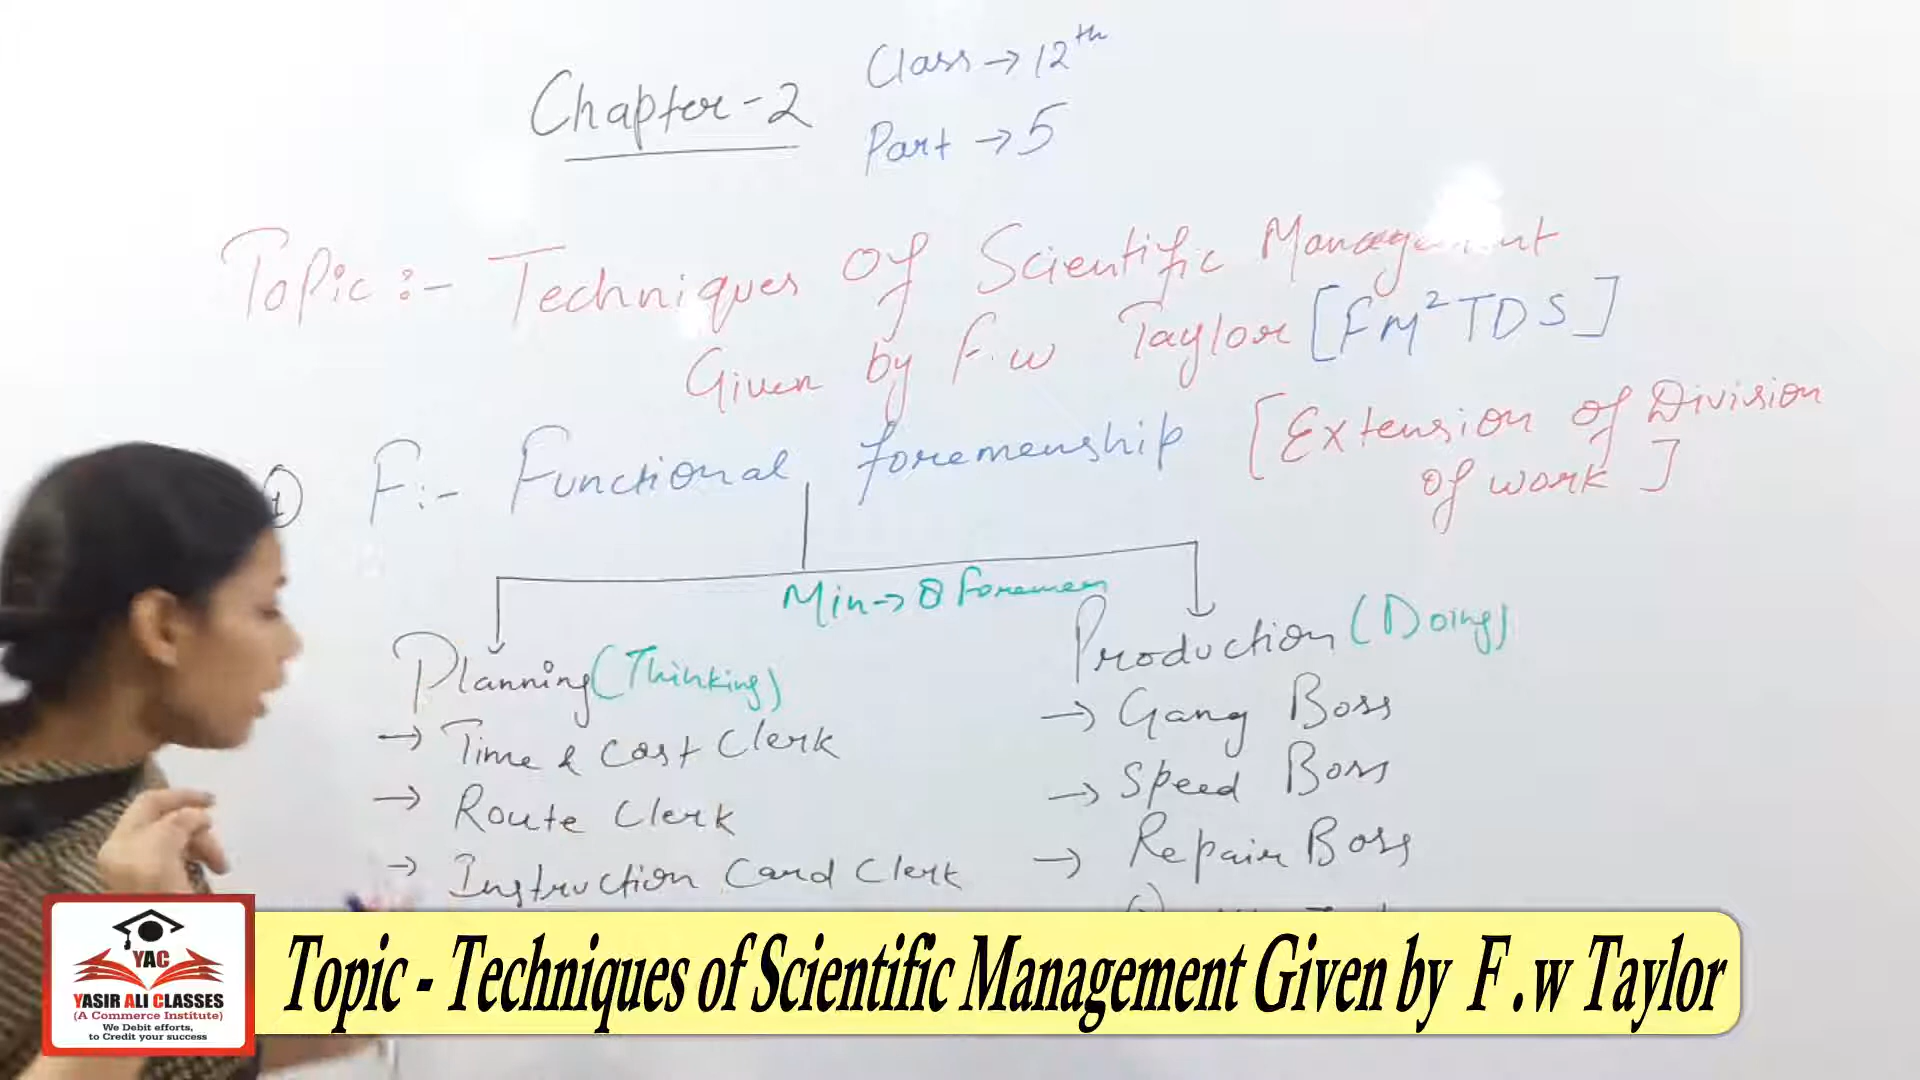 Chapter-2
Class → 12th
Part → 5
Topic :- Techniques Of Scientific Management
Given by F.W Taylor [FM²TDS]
1 F:- Functional foremenship [Extension of Division
of work]
Min → 8 foremen
Planning (Thinking)
→ Time & Cost Clerk
→ Route Clerk
→ Instruction Card Clerk
Production (Doing)
→ Gang Boss
→ Speed Boss
→ Repair Boss
YAC
YASIR ALI CLASSES
(A Commerce Institute)
We Debit efforts,
to Credit your success
Topic - Techniques of Scientific Management Given by F .w Taylor